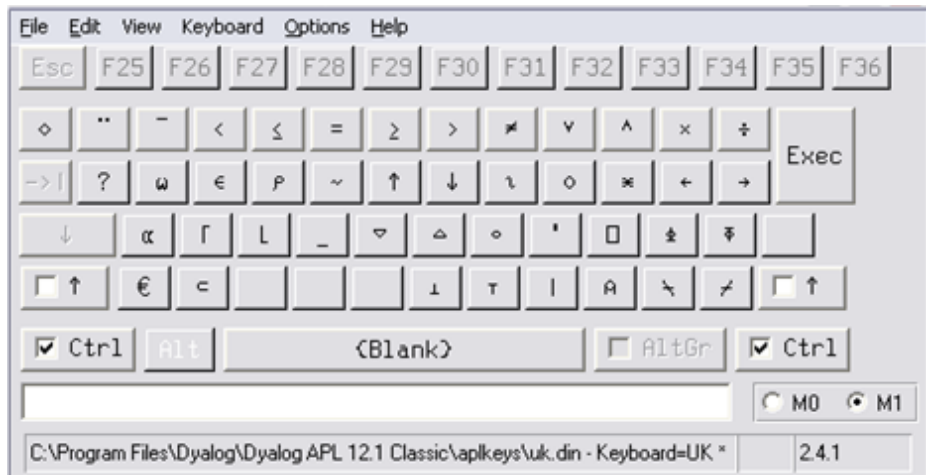 File Edit View Keyboard Options Help
Esc F25 F26 F27 F28 F29 F30 F31 F32 F33 F34 F35 F36
⋄ ¨ ¯ < ≤ = ≥ > ≠ ∨ ∧ × ÷
Exec
->| ? ω ∊ ⍴ ~ ↑ ↓ ⍳ ○ ⍟ ← →
↓ ⍺ ⌈ ⌊ _ ▽ △ ∘ ' ⎕ ⍎ ⍕
↑ € ⊂ ⊥ ⊤ | ⍝ ⍀ ⌿ ↑
Ctrl Alt {Blank} AltGr Ctrl
M0 M1
C:\Program Files\Dyalog\Dyalog APL 12.1 Classic\aplkeys\uk.din - Keyboard=UK * 2.4.1